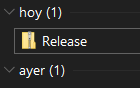 hoy (1)
Release
ayer (1)